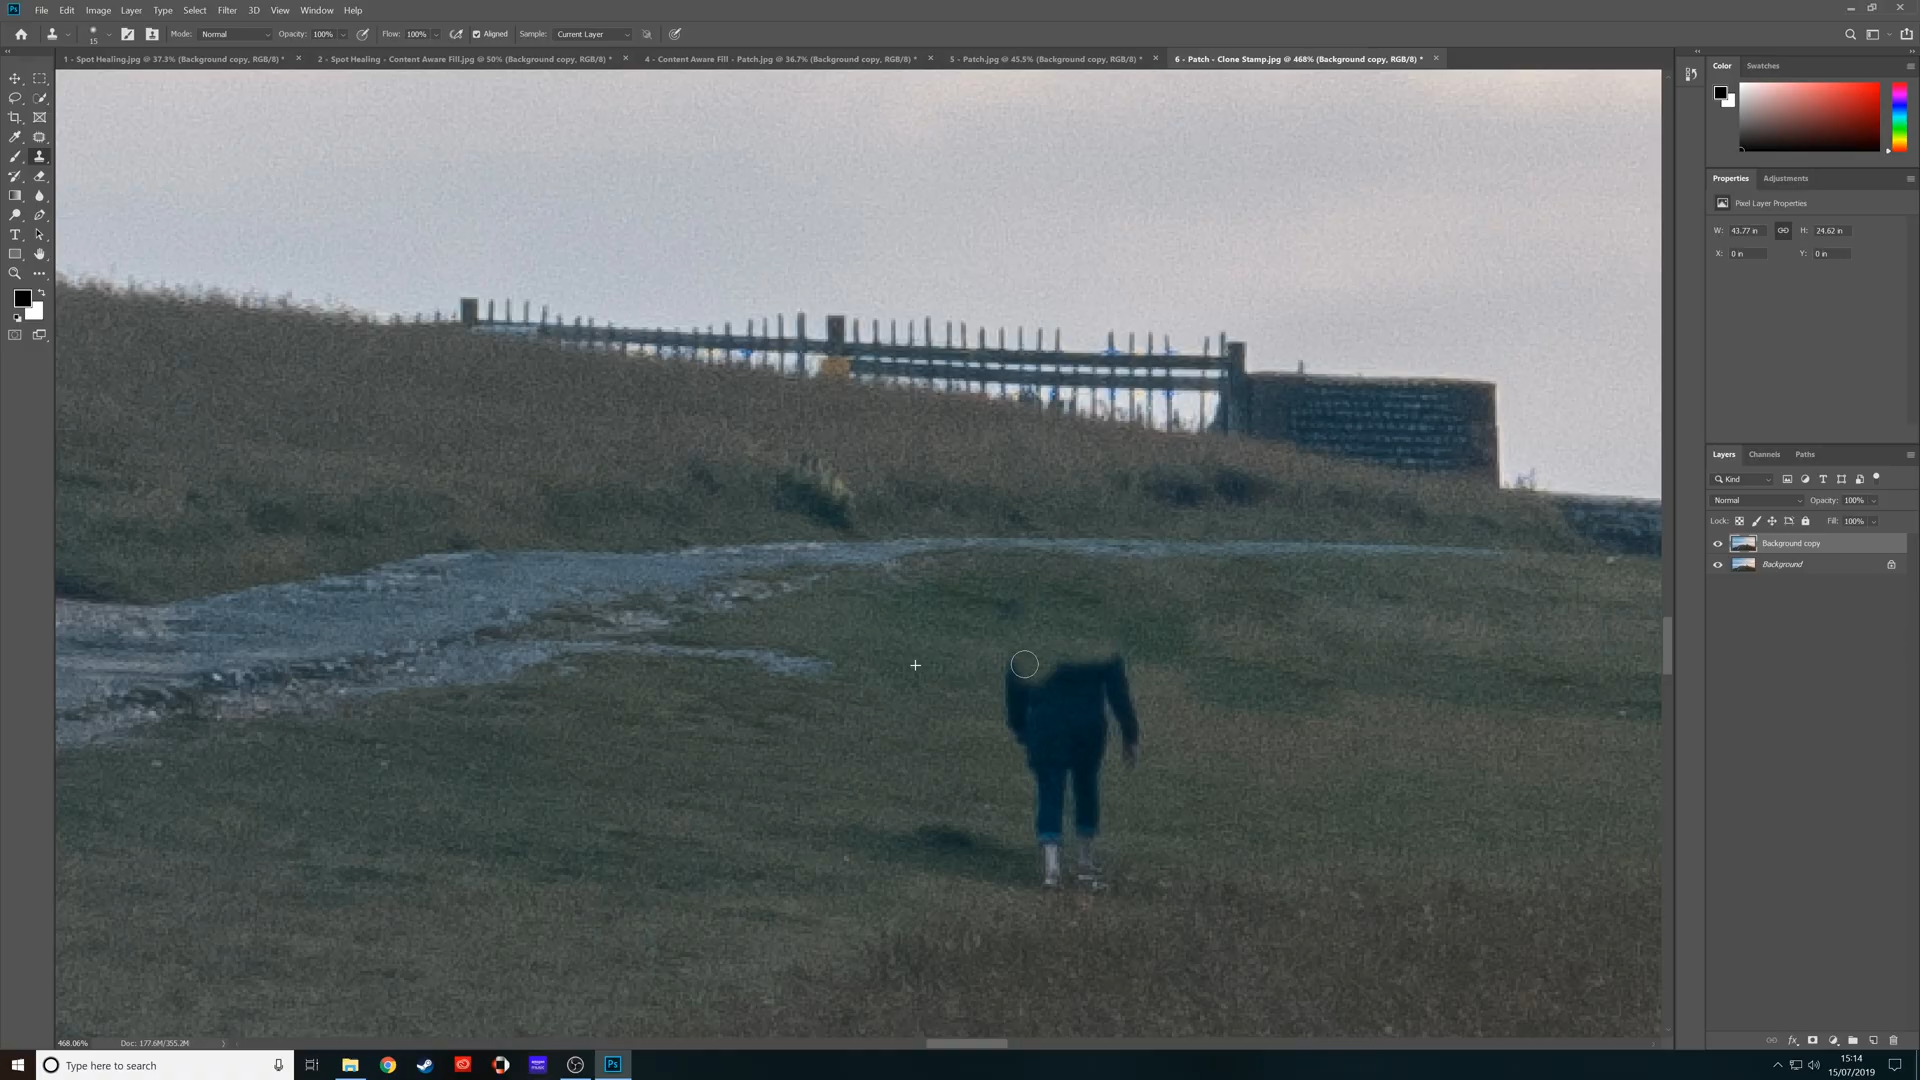 File Edit Image Layer Type Select Filter 3D View Window Help
15 Mode: Normal Opacity: 100% Flow: 100% Aligned Sample: Current Layer
1 - Spot Healing.jpg @ 37.3% (Background copy, RGB/8) * 2 - Spot Healing - Content Aware Fill.jpg @ 50% (Background copy, RGB/8) * 4 - Content Aware Fill - Patch.jpg @ 36.7% (Background copy, RGB/8) * 5 - Patch.jpg @ 45.5% (Background copy, RGB/8) * 6 - Patch - Clone Stamp.jpg @ 468% (Background copy, RGB/8) *
Color Swatches
Properties Adjustments
Pixel Layer Properties
W: 43.77 in H: 24.62 in
X: 0 in Y: 0 in
Layers Channels Paths
Kind
Normal Opacity: 100%
Lock: Fill: 100%
Background copy
Background
468.06% Doc: 177.6M/355.2M
Type here to search
Ps
15:14
15/07/2019